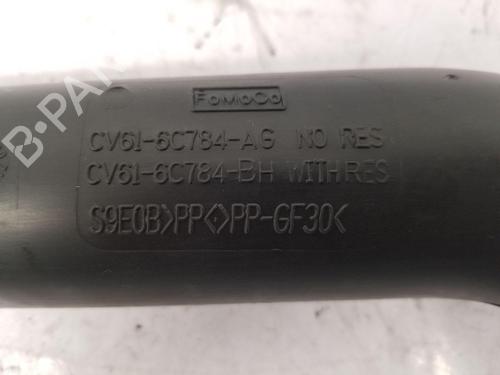 FoMoCo
CV61-6C784-AG NO RES
CV61-6C784-BH WITH RES
S9E0B>PP<>PP-GF30<
B-PA